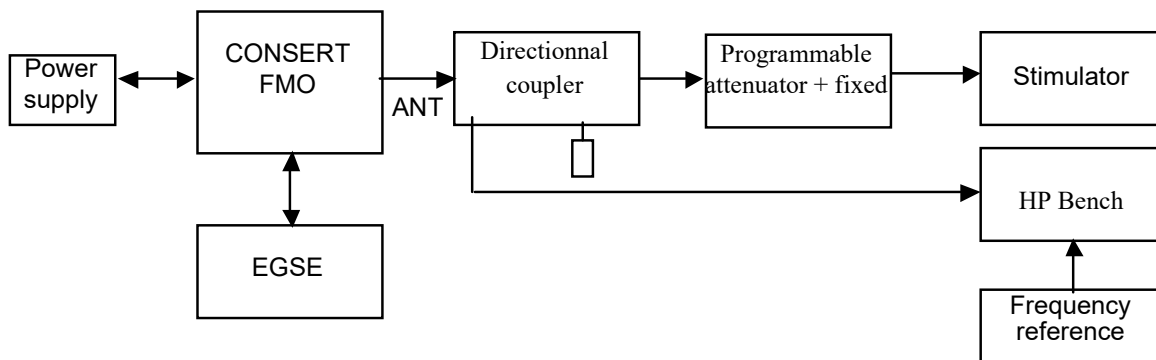 Power
supply
CONSERT
FMO
ANT
Directionnal
coupler
Programmable
attenuator + fixed
Stimulator
HP Bench
EGSE
Frequency
reference